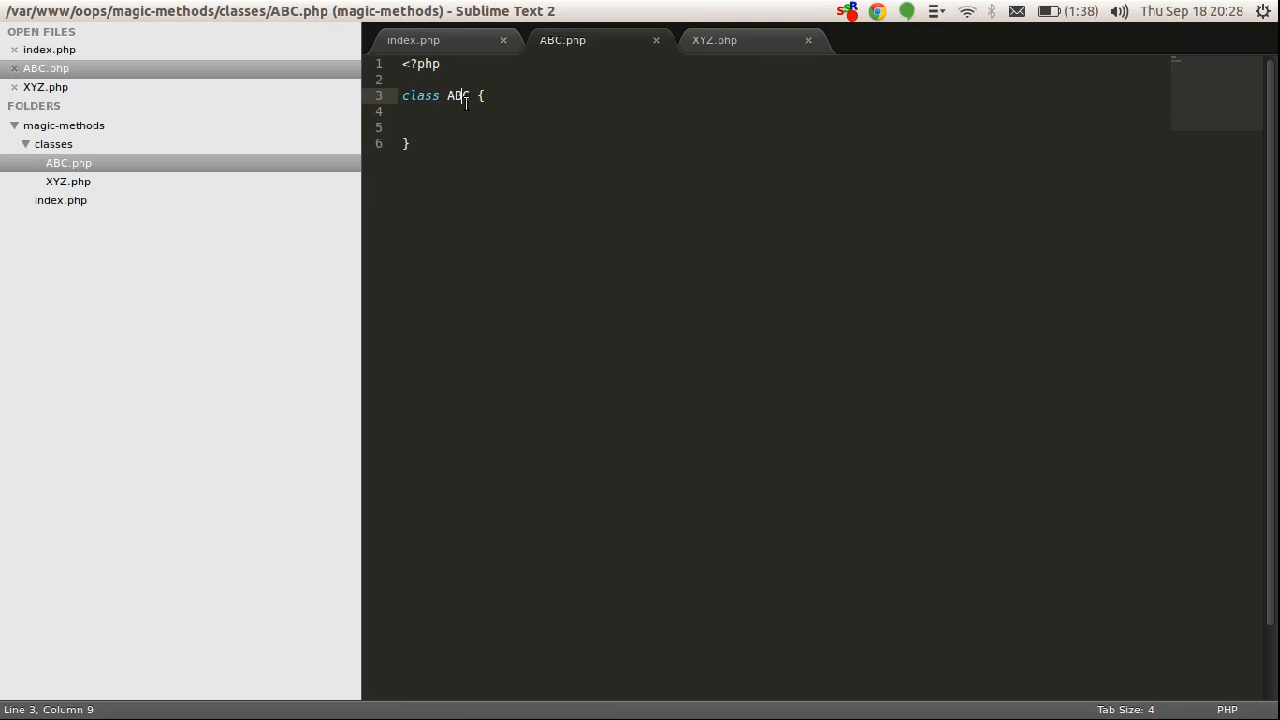 /var/www/oops/magic-methods/classes/ABC.php (magic-methods) - Sublime Text 2
SSR
(1:38)
Thu Sep 18 20:28
OPEN FILES
index.php
ABC.php
XYZ.php
FOLDERS
magic-methods
classes
ABC.php
XYZ.php
index.php
index.php
ABC.php
XYZ.php
1 <?php
2
3 class ABC {
4
5
6 }
Line 3, Column 9
Tab Size: 4
PHP